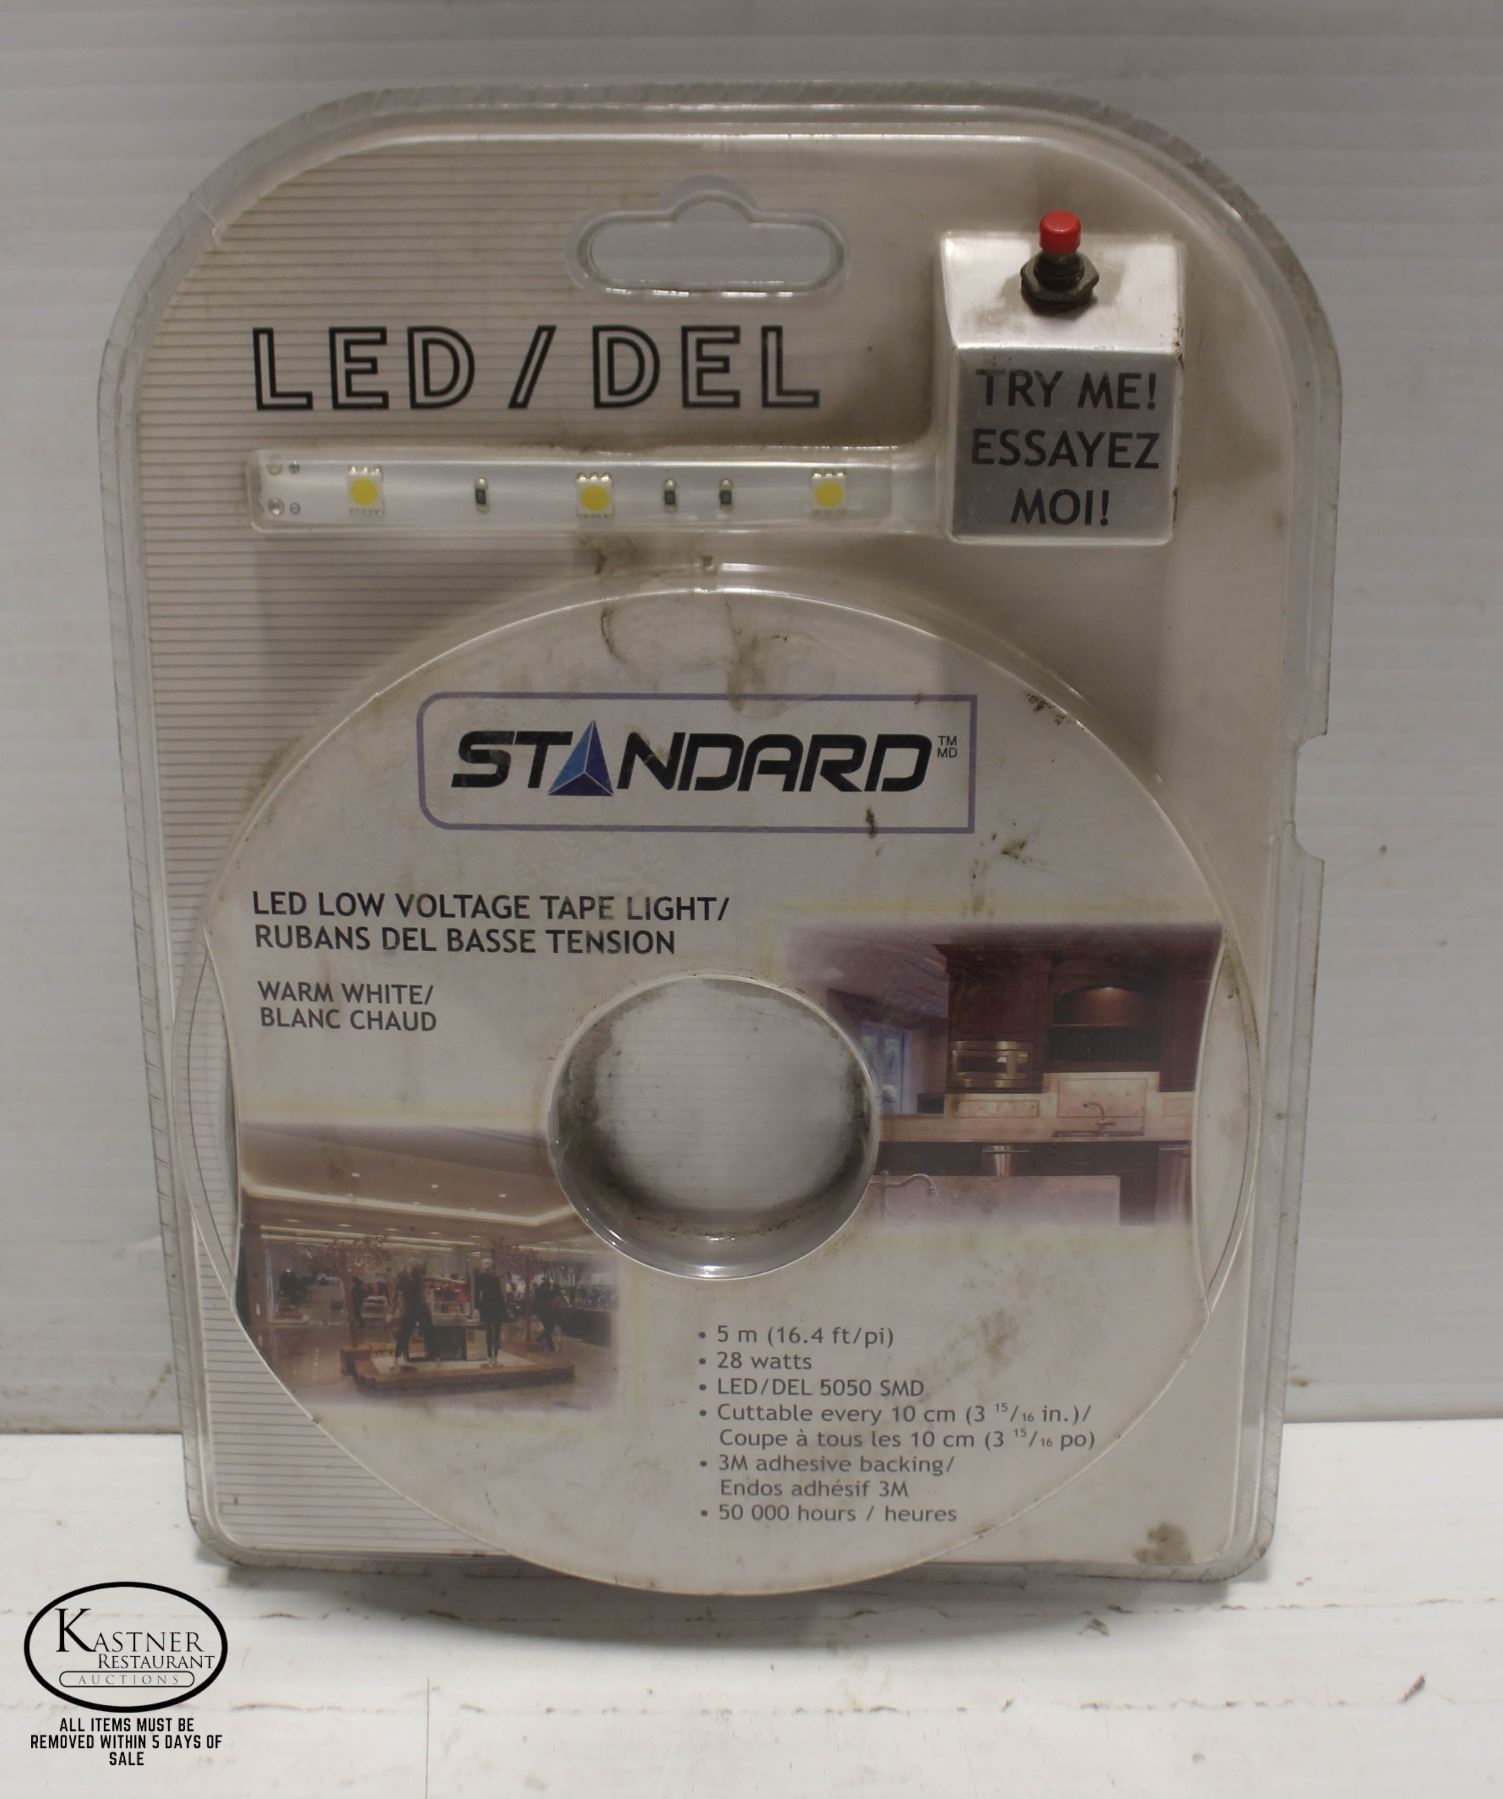 LED / DEL
TRY ME!
ESSAYEZ
MOI!
STANDARD™ MD
LED LOW VOLTAGE TAPE LIGHT/
RUBANS DEL BASSE TENSION
WARM WHITE/
BLANC CHAUD
• 5 m (16.4 ft/pi)
• 28 watts
• LED/DEL 5050 SMD
• Cuttable every 10 cm (3 15/16 in.)/
Coupe à tous les 10 cm (3 15/16 po)
• 3M adhesive backing/
Endos adhésif 3M
• 50 000 hours / heures
KASTNER
RESTAURANT
AUCTIONS
ALL ITEMS MUST BE
REMOVED WITHIN 5 DAYS OF
SALE